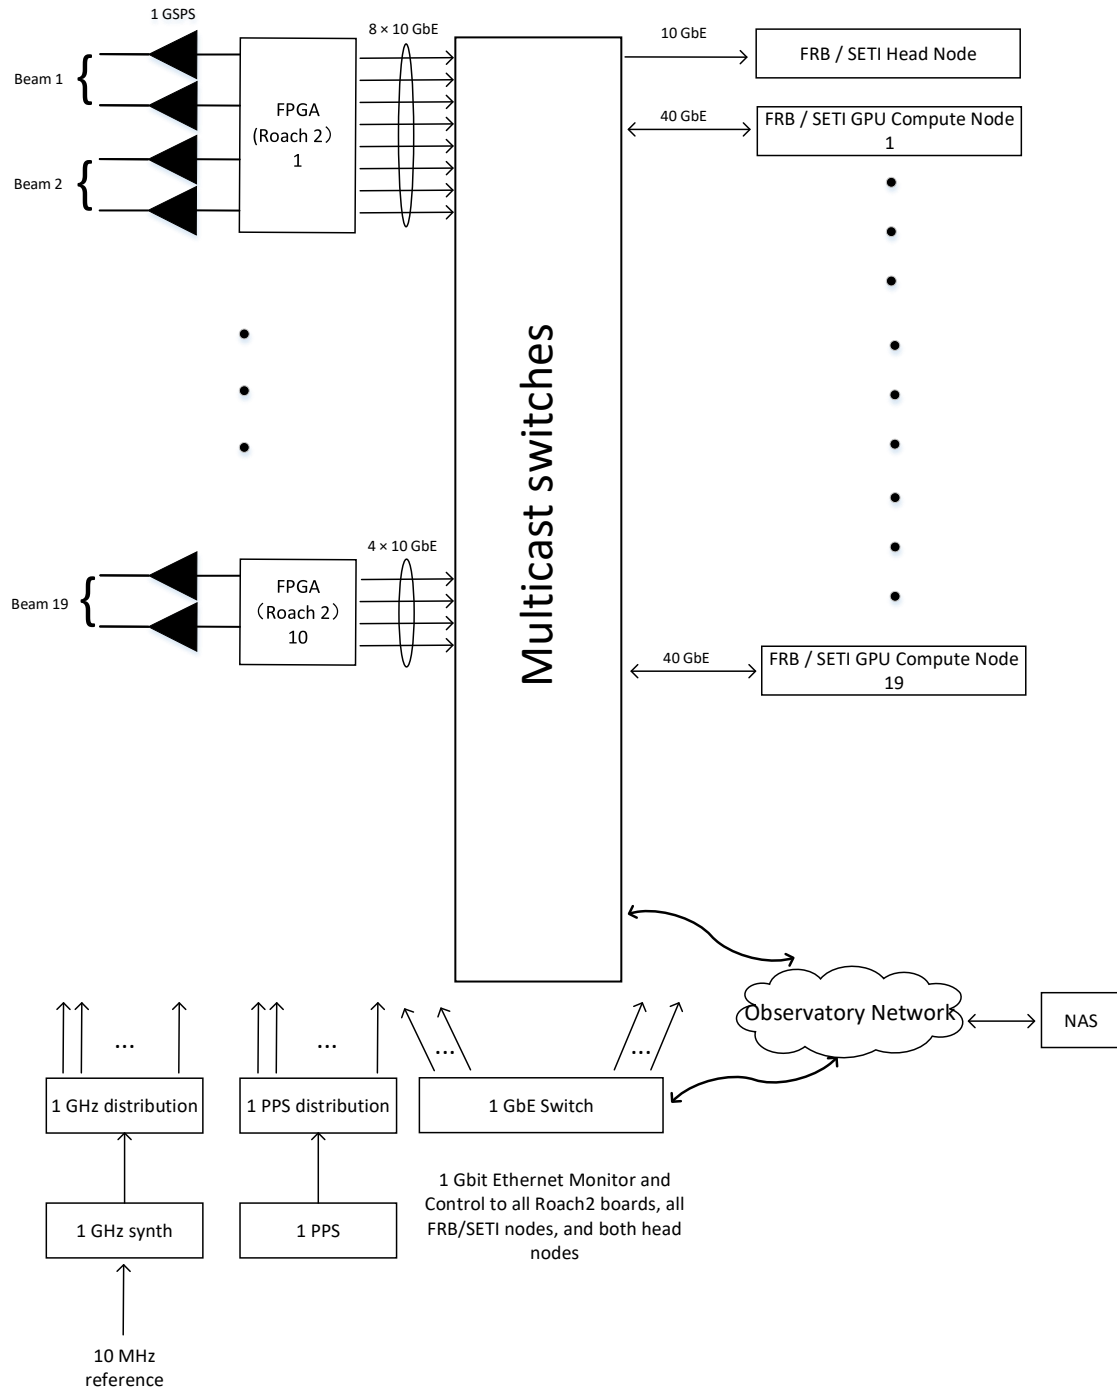 1 GSPS
8 × 10 GbE
10 GbE
FRB / SETI Head Node
Beam 1
FPGA
(Roach 2）
1
40 GbE
FRB / SETI GPU Compute Node
1
Beam 2
Multicast switches
4 × 10 GbE
Beam 19
FPGA
（Roach 2）
10
40 GbE
FRB / SETI GPU Compute Node
19
Observatory Network
NAS
...
...
...
...
1 GHz distribution
1 PPS distribution
1 GbE Switch
1 GHz synth
1 PPS
1 Gbit Ethernet Monitor and
Control to all Roach2 boards, all
FRB/SETI nodes, and both head
nodes
10 MHz
reference